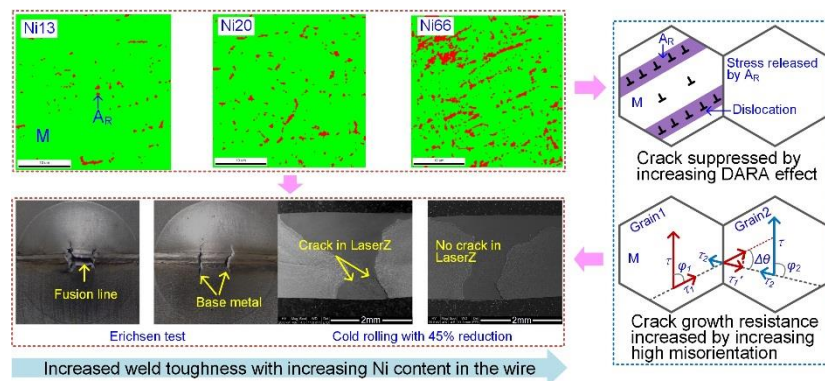 Ni13
Ni20
Ni66
M
A_R
A_R
Stress released
by A_R
M
Dislocation
Crack suppressed by
increasing DARA effect
Fusion line
Base metal
Crack in
LaserZ
No crack in
LaserZ
2mm
2mm
Erichsen test
Cold rolling with 45% reduction
Grain1
Grain2
M
τ
φ₁
τ₁
τ₂
τ₁'
Δθ
τ
τ₂
φ₂
Crack growth resistance
increased by increasing
high misorientation
Increased weld toughness with increasing Ni content in the wire